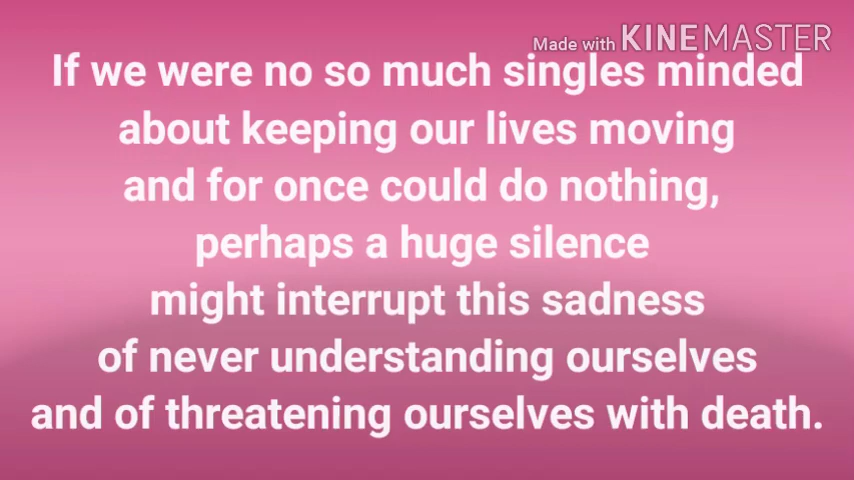 Made with KINEMASTER
If we were no so much singles minded
about keeping our lives moving
and for once could do nothing,
perhaps a huge silence
might interrupt this sadness
of never understanding ourselves
and of threatening ourselves with death.